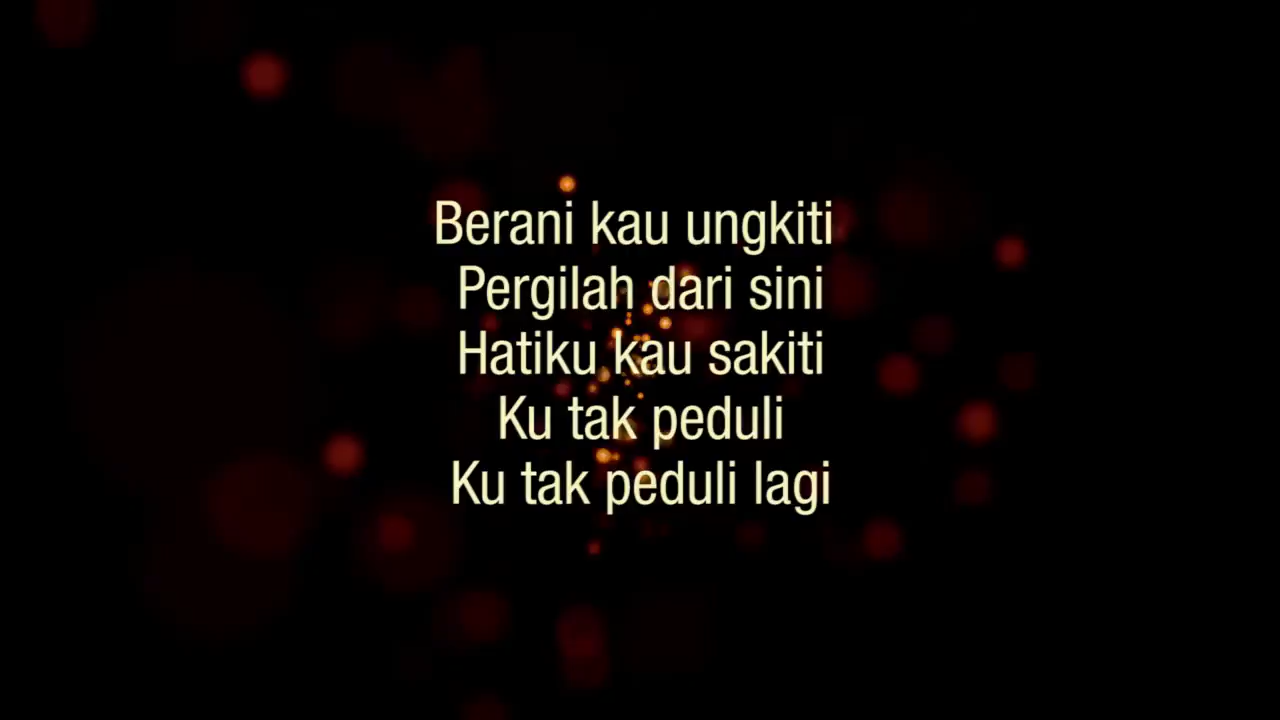 Berani kau ungkiti
Pergilah dari sini
Hatiku kau sakiti
Ku tak peduli
Ku tak peduli lagi